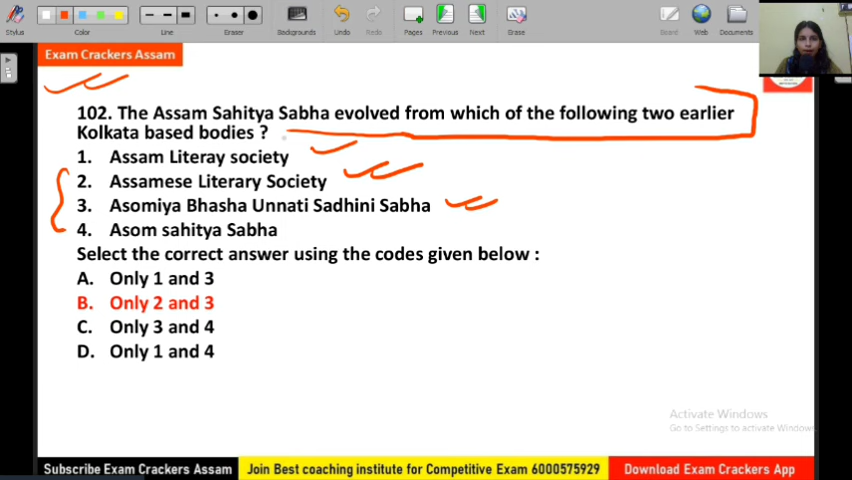 Stylus
Color
Line
Eraser
Backgrounds
Undo
Redo
Pages
Previous
Next
Erase
Board
Web
Documents
Exam Crackers Assam
102. The Assam Sahitya Sabha evolved from which of the following two earlier
Kolkata based bodies ?
1. Assam Literay society
2. Assamese Literary Society
3. Asomiya Bhasha Unnati Sadhini Sabha
4. Asom sahitya Sabha
Select the correct answer using the codes given below :
A. Only 1 and 3
B. Only 2 and 3
C. Only 3 and 4
D. Only 1 and 4
Activate Windows
Go to Settings to activate Windows
Subscribe Exam Crackers Assam
Join Best coaching institute for Competitive Exam 6000575929
Download Exam Crackers App